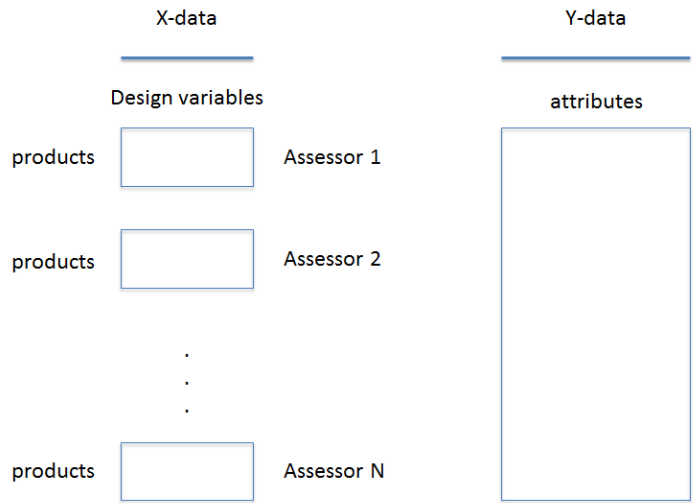 X-data
Y-data
Design variables
attributes
products
Assessor 1
products
Assessor 2
.
.
.
products
Assessor N